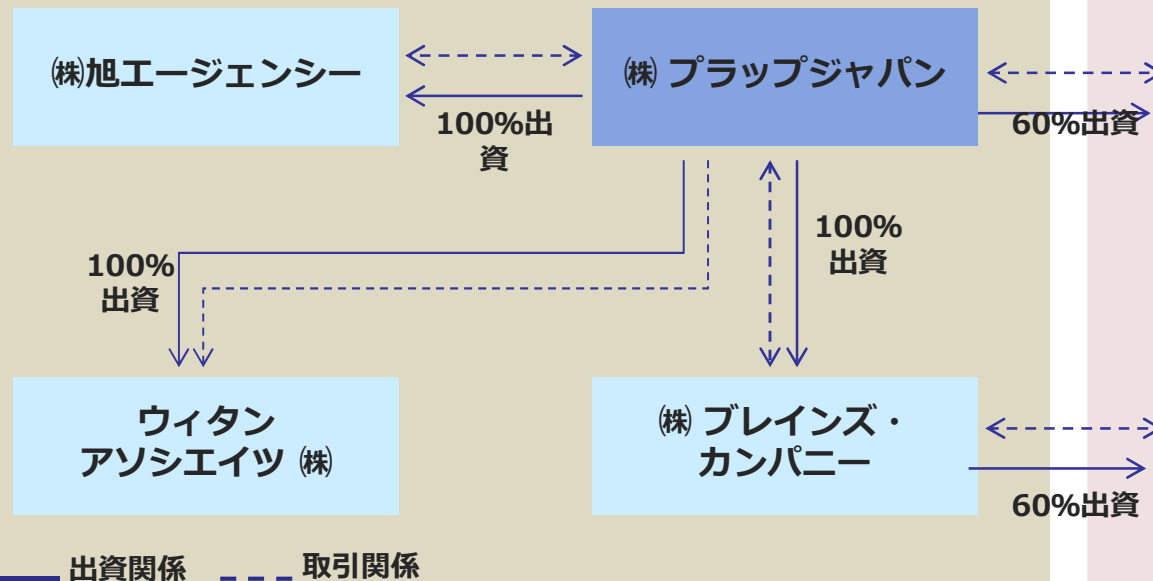 ㈱旭エージェンシー
㈱ プラップジャパン
100%出
資
60%出資
100%
出資
100%
出資
ウィタン
アソシエイツ ㈱
㈱ ブレインズ・
カンパニー
60%出資
出資関係
取引関係